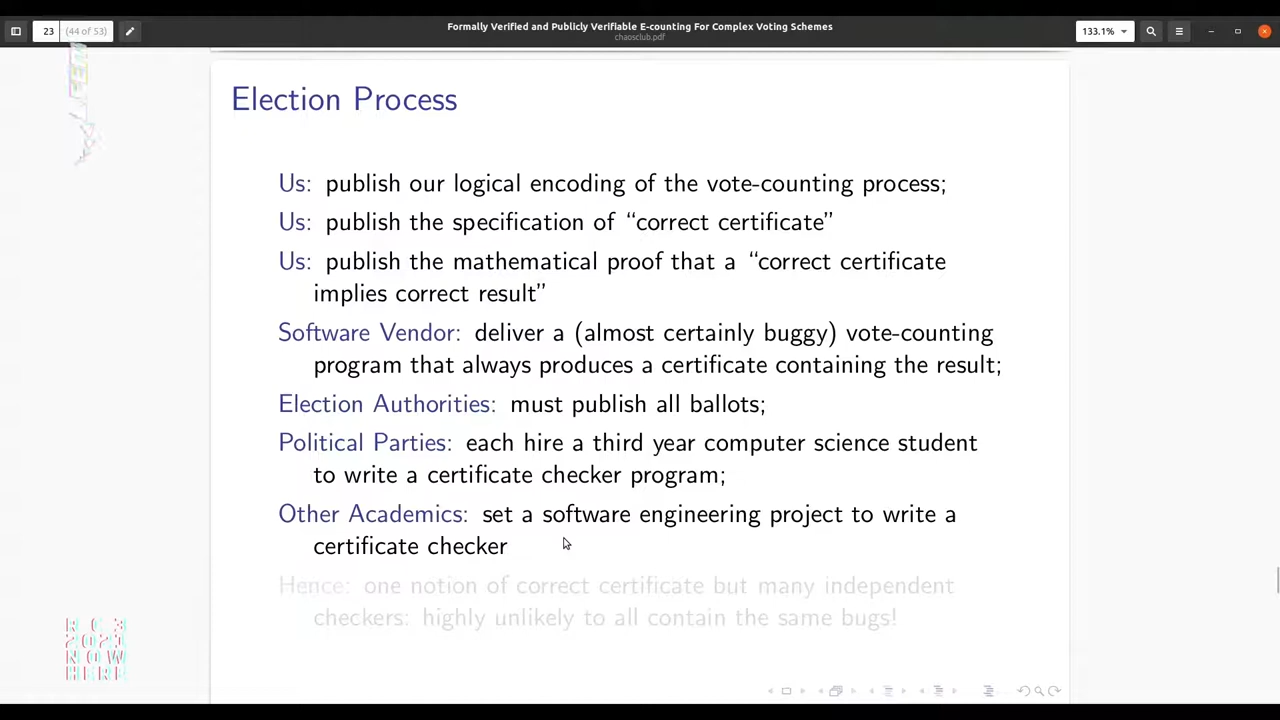 23
(44 of 53)
Formally Verified and Publicly Verifiable E-counting For Complex Voting Schemes
chaosclub.pdf
133.1%
Election Process
Us: publish our logical encoding of the vote-counting process;
Us: publish the specification of “correct certificate”
Us: publish the mathematical proof that a “correct certificate
implies correct result”
Software Vendor: deliver a (almost certainly buggy) vote-counting
program that always produces a certificate containing the result;
Election Authorities: must publish all ballots;
Political Parties: each hire a third year computer science student
to write a certificate checker program;
Other Academics: set a software engineering project to write a
certificate checker
Hence: one notion of correct certificate but many independent
checkers: highly unlikely to all contain the same bugs!
RC3
2021
NOW
HERE